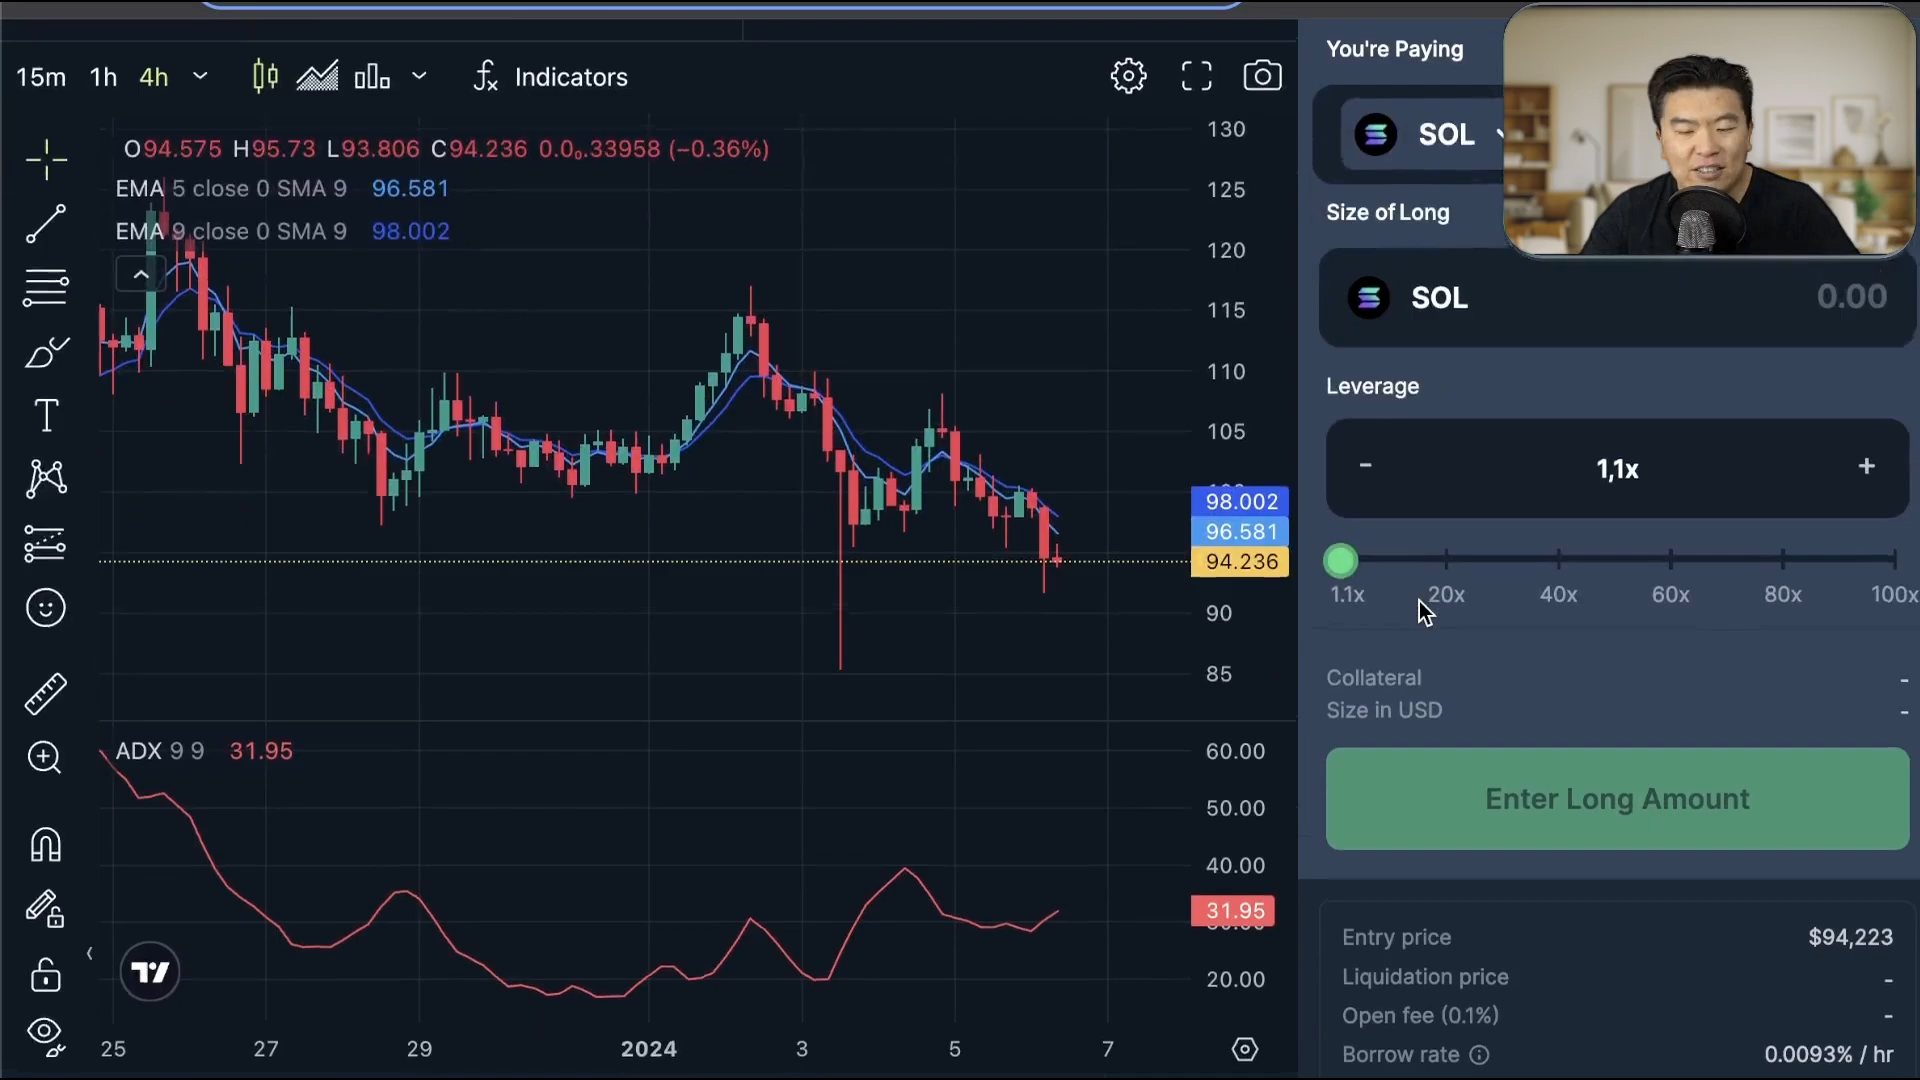 15m 1h 4h Indicators
O94.575 H95.73 L93.806 C94.236 0.0₀.33958 (−0.36%)
EMA 5 close 0 SMA 9 96.581
EMA 9 close 0 SMA 9 98.002
130
125
120
115
110
105
98.002
96.581
94.236
90
85
ADX 9 9 31.95
60.00
50.00
40.00
31.95
20.00
25 27 29 2024 3 5 7
You're Paying
SOL
Size of Long
SOL 0.00
Leverage
- 1,1x +
1.1x 20x 40x 60x 80x 100x
Collateral -
Size in USD -
Enter Long Amount
Entry price $94,223
Liquidation price -
Open fee (0.1%) -
Borrow rate 0.0093% / hr